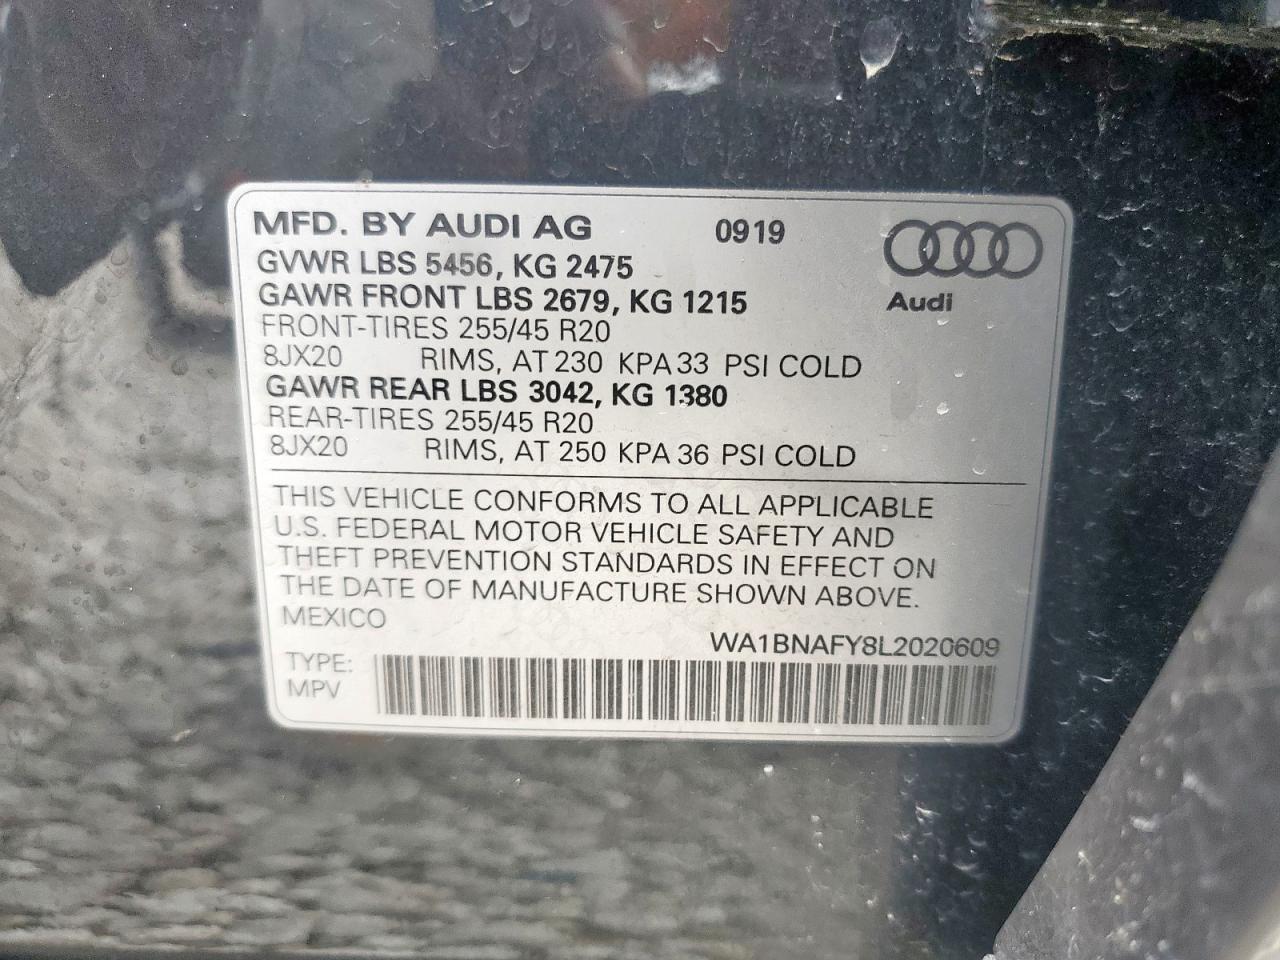 MFD. BY AUDI AG 0919
GVWR LBS 5456, KG 2475
GAWR FRONT LBS 2679, KG 1215
Audi
FRONT-TIRES 255/45 R20
8JX20 RIMS, AT 230 KPA 33 PSI COLD
GAWR REAR LBS 3042, KG 1380
REAR-TIRES 255/45 R20
8JX20 RIMS, AT 250 KPA 36 PSI COLD
THIS VEHICLE CONFORMS TO ALL APPLICABLE
U.S. FEDERAL MOTOR VEHICLE SAFETY AND
THEFT PREVENTION STANDARDS IN EFFECT ON
THE DATE OF MANUFACTURE SHOWN ABOVE.
MEXICO
WA1BNAFY8L2020609
TYPE:
MPV